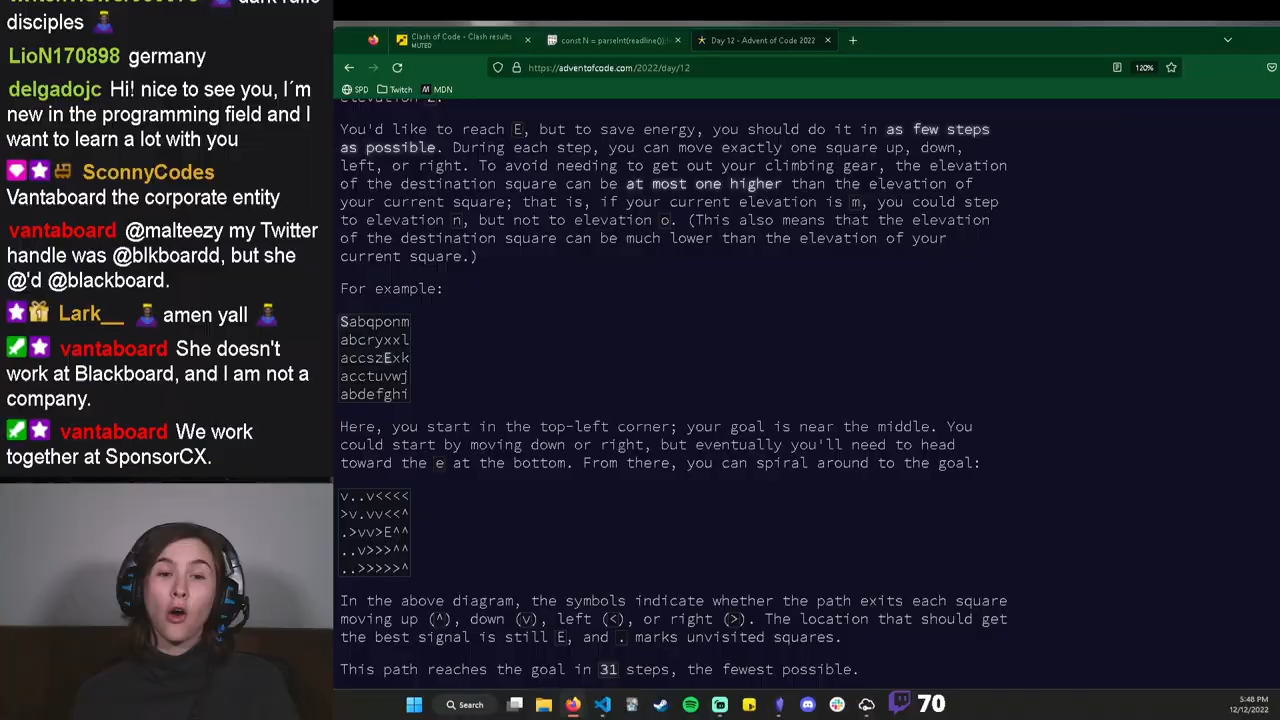 disciples
LioN170898 germany
delgadojc: Hi! nice to see you, I´m
new in the programming field and I
want to learn a lot with you
SconnyCodes
Vantaboard the corporate entity
vantaboard @malteezy my Twitter
handle was @blkboardd, but she
@'d @blackboard.
Lark__ amen yall
vantaboard She doesn't
work at Blackboard, and I am not a
company.
vantaboard We work
together at SponsorCX.
Clash of Code - Clash results
MUTED
const N = parseInt(readline());
Day 12 - Advent of Code 2022
https://adventofcode.com/2022/day/12
120%
SPD
Twitch
MDN
You'd like to reach E, but to save energy, you should do it in as few steps
as possible. During each step, you can move exactly one square up, down,
left, or right. To avoid needing to get out your climbing gear, the elevation
of the destination square can be at most one higher than the elevation of
your current square; that is, if your current elevation is m, you could step
to elevation n, but not to elevation o. (This also means that the elevation
of the destination square can be much lower than the elevation of your
current square.)
For example:
Sabqponm
abcryxxl
accszExk
acctuvwj
abdefghi
Here, you start in the top-left corner; your goal is near the middle. You
could start by moving down or right, but eventually you'll need to head
toward the e at the bottom. From there, you can spiral around to the goal:
v..v<<<<
>v.vv<<^
.>vv>E^^
..v>>>^^
..>>>>>^
In the above diagram, the symbols indicate whether the path exits each square
moving up (^), down (v), left (<), or right (>). The location that should get
the best signal is still E, and . marks unvisited squares.
This path reaches the goal in 31 steps, the fewest possible.
Search
70
5:48 PM
12/12/2022